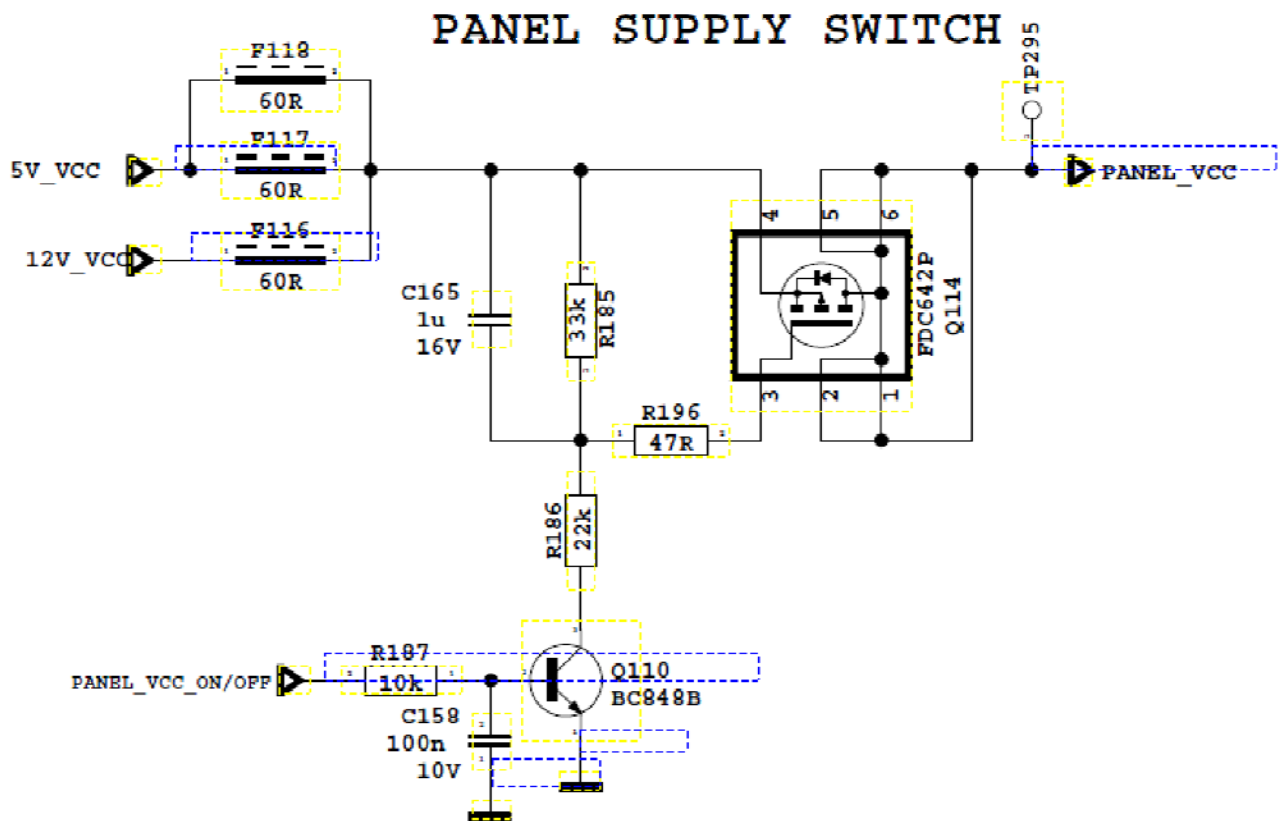 PANEL SUPPLY SWITCH
F118
60R
F117
60R
5V_VCC
F116
60R
12V_VCC
TP295
PANEL_VCC
4
5
6
FDC642P
Q114
3
2
1
C165
1u
16V
33k
R185
R196
47R
R186
22k
R187
10k
PANEL_VCC_ON/OFF
Q110
BC848B
C158
100n
10V